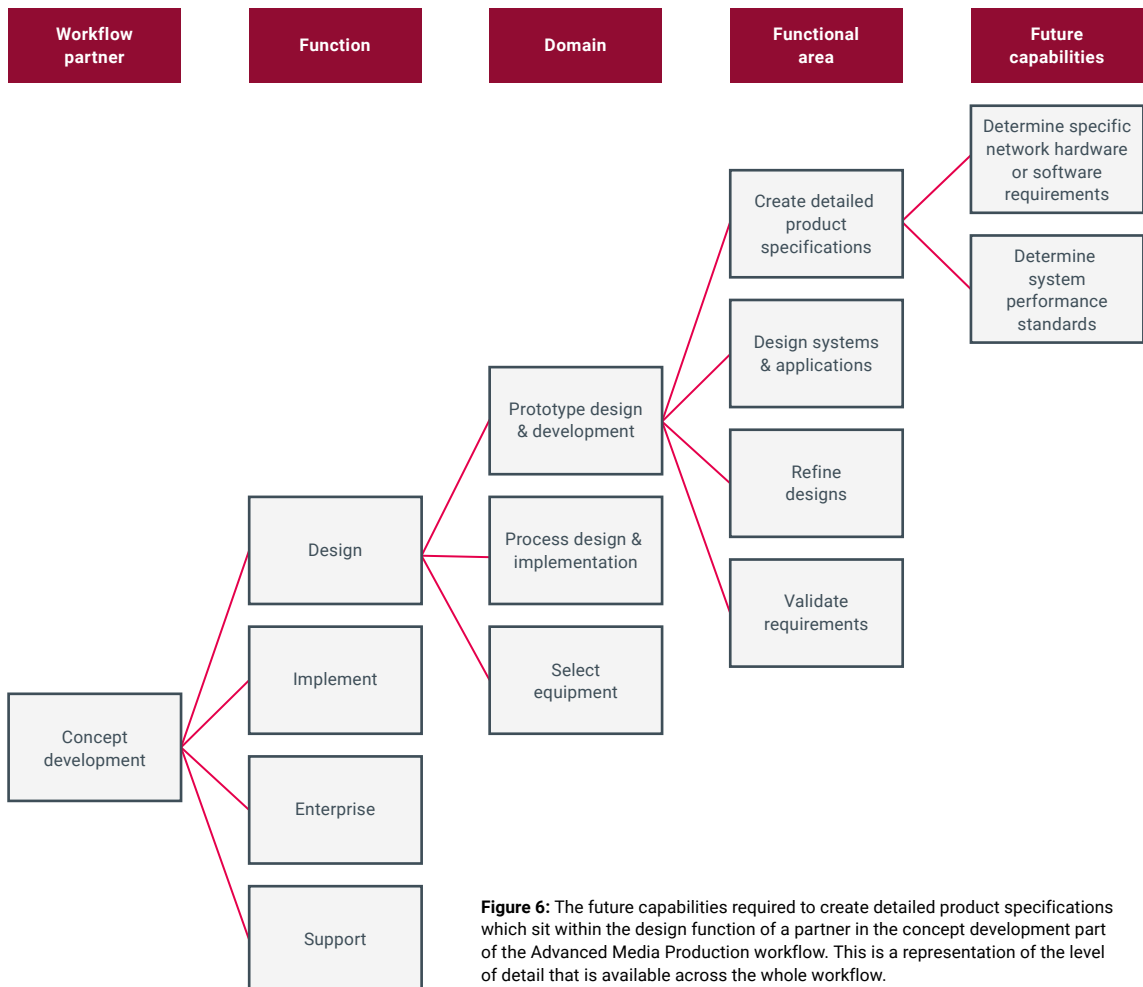 Workflow
partner
Function
Domain
Functional
area
Future
capabilities
Determine specific
network hardware
or software
requirements
Create detailed
product
specifications
Determine
system
performance
standards
Design systems
& applications
Prototype design
& development
Refine
designs
Design
Process design &
implementation
Validate
requirements
Implement
Select
equipment
Concept
development
Enterprise
Support
Figure 6: The future capabilities required to create detailed product specifications
which sit within the design function of a partner in the concept development part
of the Advanced Media Production workflow. This is a representation of the level
of detail that is available across the whole workflow.